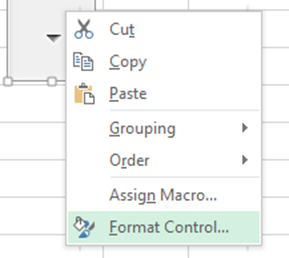 Cut
Copy
Paste
Grouping
Order
Assign Macro...
Format Control...